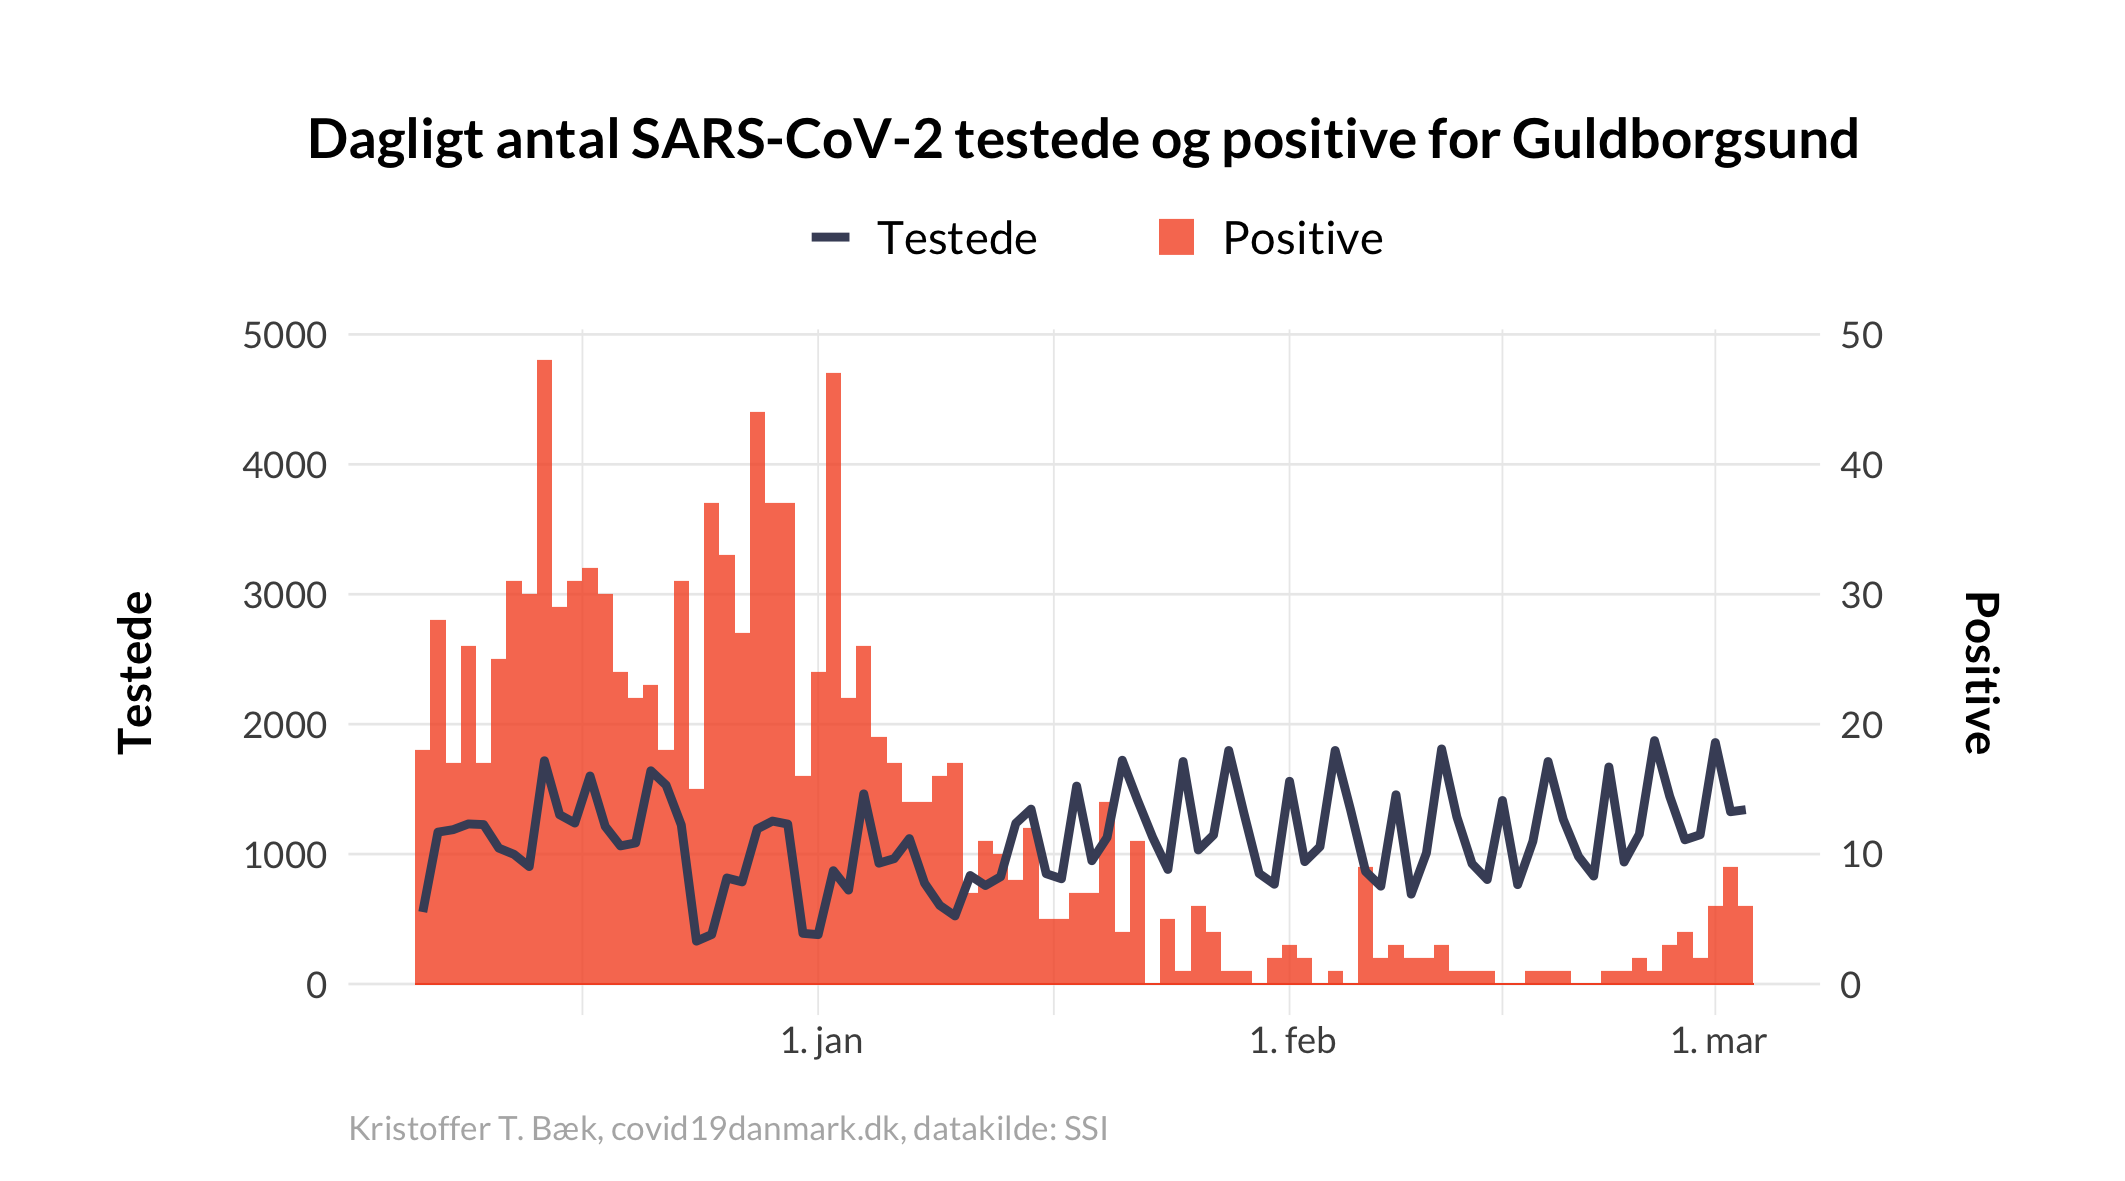 Dagligt antal SARS-CoV-2 testede og positive for Guldborgsund
Testede
Positive
5000
4000
3000
2000
1000
0
Testede
50
40
30
20
10
0
Positive
1. jan
1. feb
1. mar
Kristoffer T. Bæk, covid19danmark.dk, datakilde: SSI